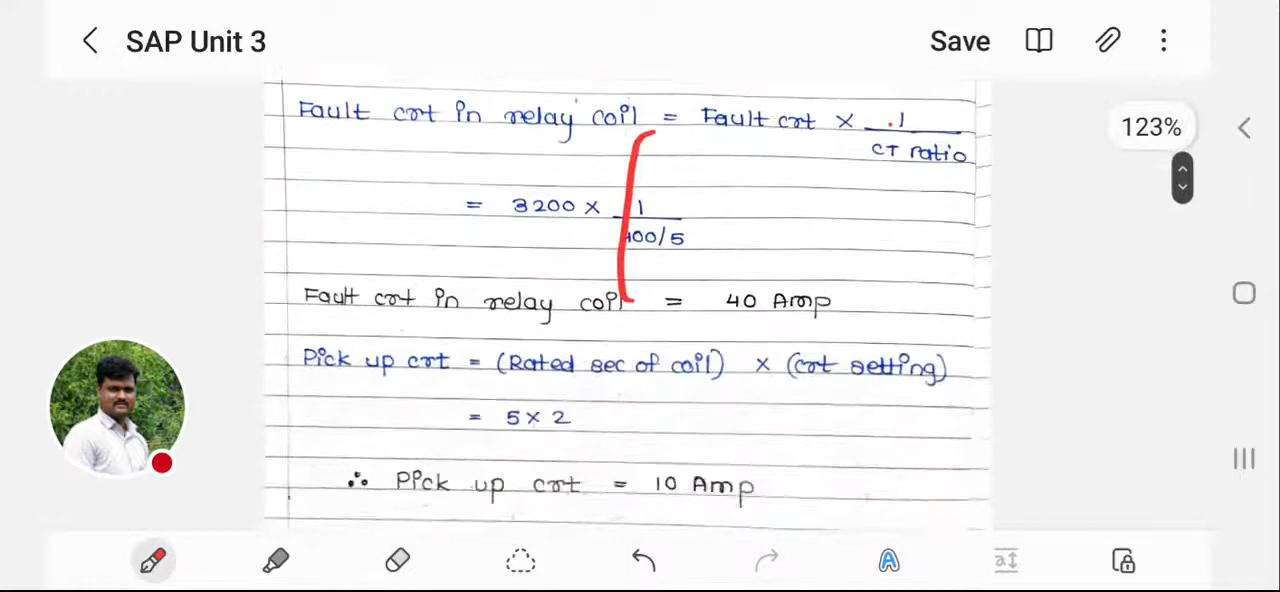 SAP Unit 3
Save
123%
Fault crt in relay coil = Fault crt × 1 / CT ratio
= 3200 × 1 / 400/5
Fault crt in relay coil = 40 Amp
Pick up crt = (Rated sec of coil) × (crt setting)
= 5 × 2
∴ Pick up crt = 10 Amp